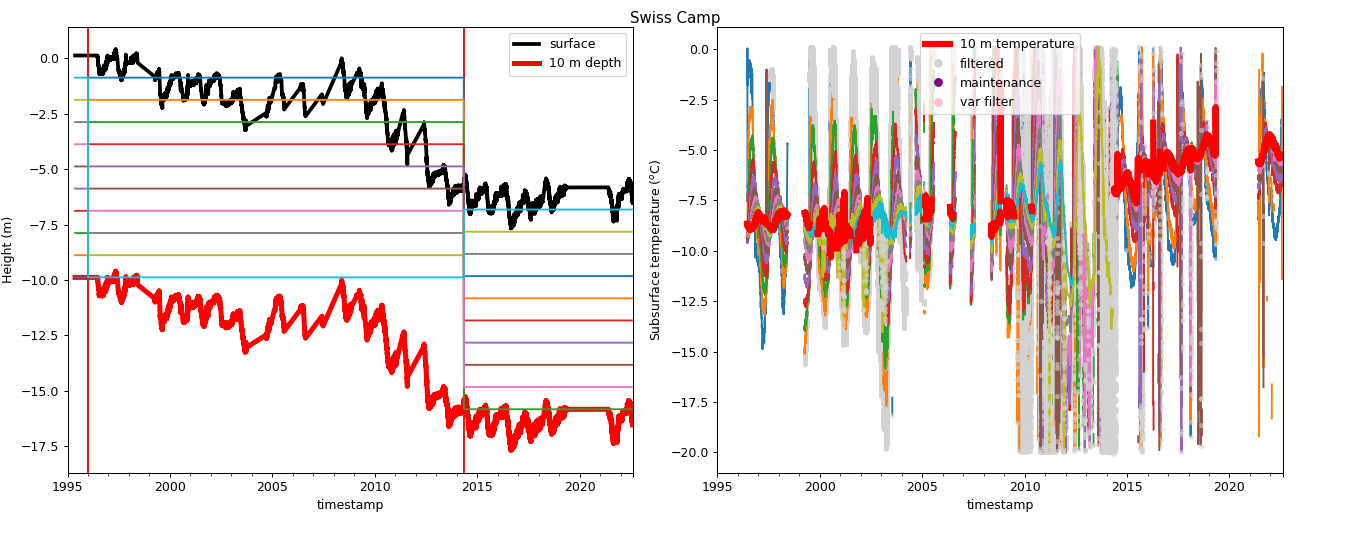 Swiss Camp
surface
10 m depth
0.0
−2.5
−5.0
−7.5
−10.0
−12.5
−15.0
−17.5
Height (m)
1995
2000
2005
2010
2015
2020
timestamp
10 m temperature
filtered
maintenance
var filter
0.0
−2.5
−5.0
−7.5
−10.0
−12.5
−15.0
−17.5
−20.0
Subsurface temperature (°C)
1995
2000
2005
2010
2015
2020
timestamp